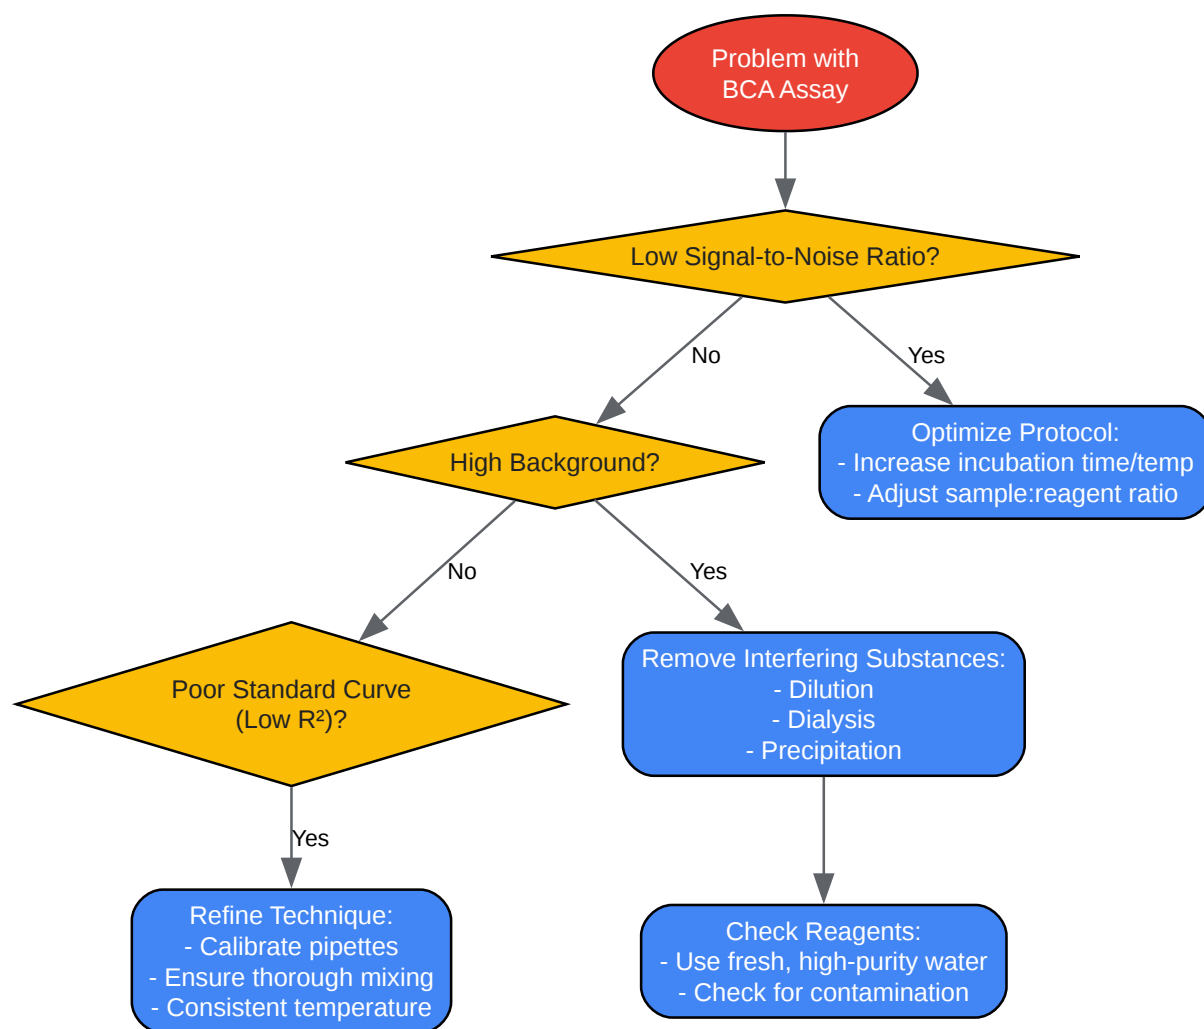 Problem with
BCA Assay
Low Signal-to-Noise Ratio?
No
Yes
High Background?
Optimize Protocol:
- Increase incubation time/temp
- Adjust sample:reagent ratio
No
Yes
Poor Standard Curve
(Low R²)?
Remove Interfering Substances:
- Dilution
- Dialysis
- Precipitation
Yes
Refine Technique:
- Calibrate pipettes
- Ensure thorough mixing
- Consistent temperature
Check Reagents:
- Use fresh, high-purity water
- Check for contamination